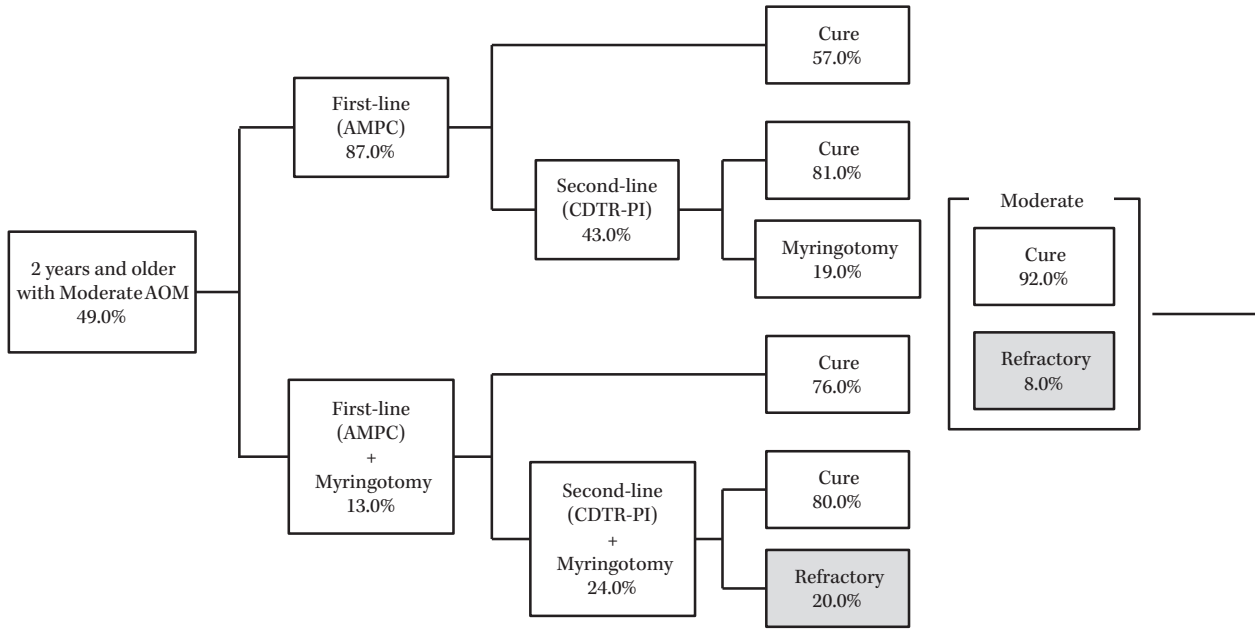 2 years and older
with Moderate AOM
49.0%
First-line
(AMPC)
87.0%
Cure
57.0%
Second-line
(CDTR-PI)
43.0%
Cure
81.0%
Myringotomy
19.0%
First-line
(AMPC)
+
Myringotomy
13.0%
Cure
76.0%
Second-line
(CDTR-PI)
+
Myringotomy
24.0%
Cure
80.0%
Refractory
20.0%
Moderate
Cure
92.0%
Refractory
8.0%